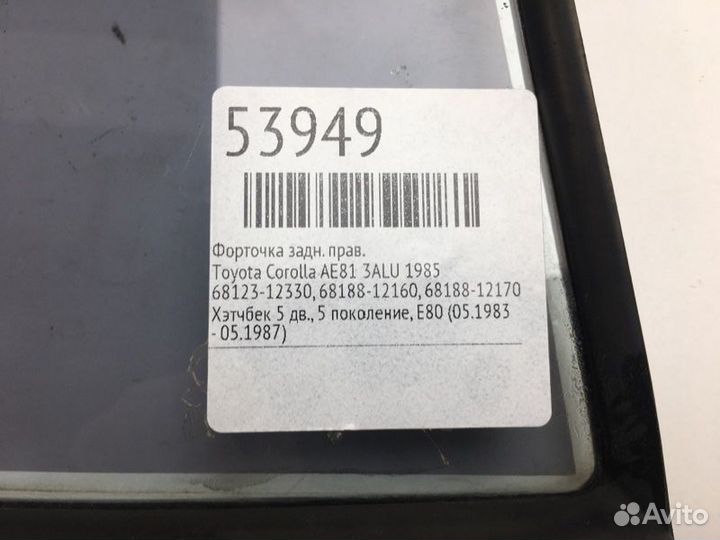 53949
Форточка задн. прав.
Toyota Corolla AE81 3ALU 1985
68123-12330, 68188-12160, 68188-12170
Хэтчбек 5 дв., 5 поколение, E80 (05.1983
- 05.1987)
Avito